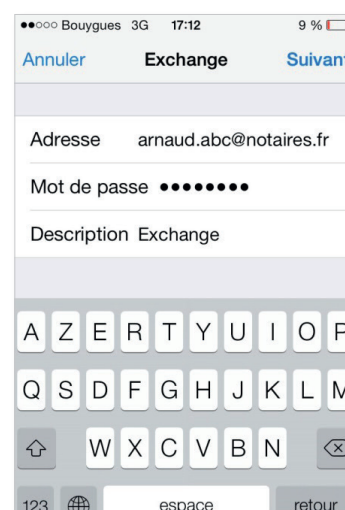 Bouygues 3G 17:12 9 %
Annuler Exchange Suivant
Adresse arnaud.abc@notaires.fr
Mot de passe ●●●●●●●●
Description Exchange
A Z E R T Y U I O P
Q S D F G H J K L M
W X C V B N
123 espace retour